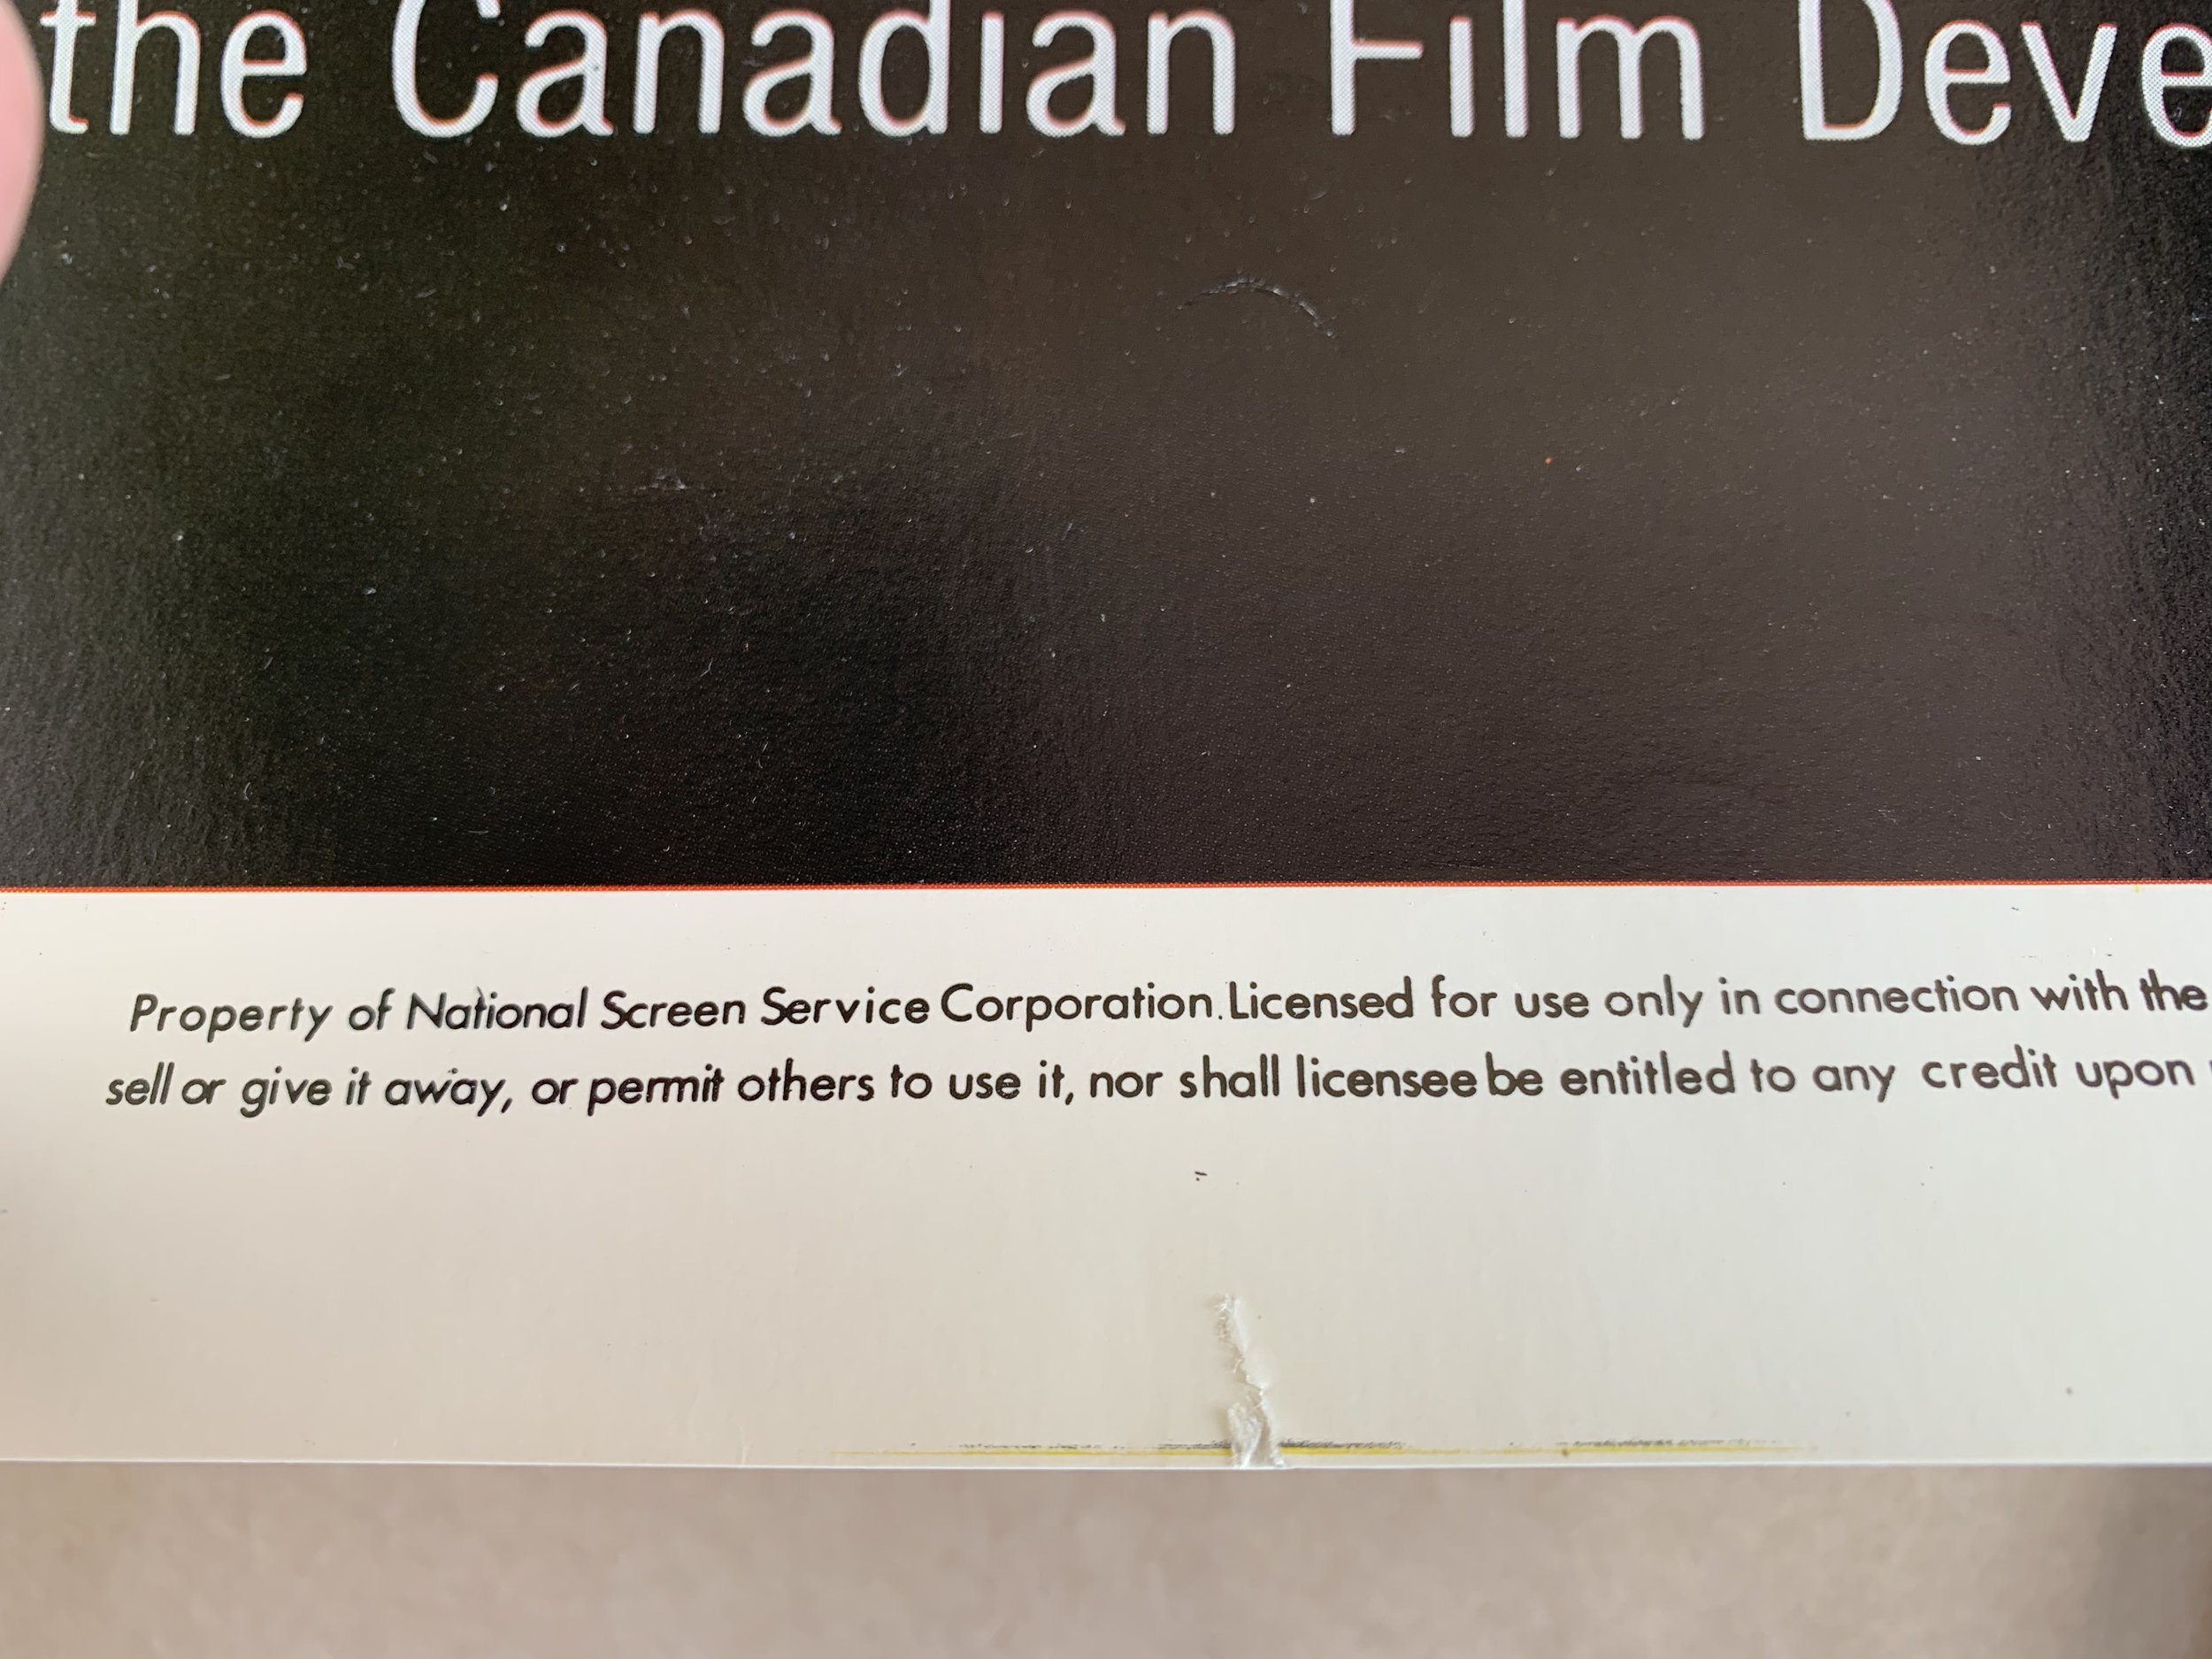 the Canadian Film Deve
Property of National Screen Service Corporation. Licensed for use only in connection with the
sell or give it away, or permit others to use it, nor shall licensee be entitled to any credit upon